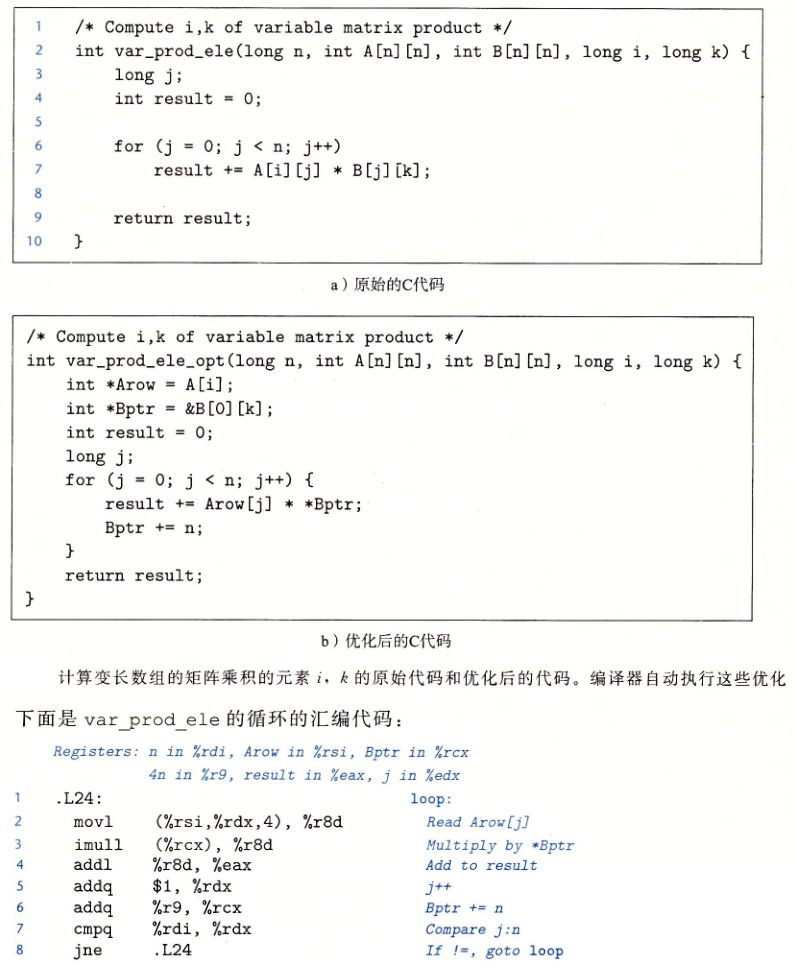 1 /* Compute i,k of variable matrix product */
2 int var_prod_ele(long n, int A[n][n], int B[n][n], long i, long k) {
3 long j;
4 int result = 0;
5
6 for (j = 0; j < n; j++)
7 result += A[i][j] * B[j][k];
8
9 return result;
10 }
a）原始的C代码
/* Compute i,k of variable matrix product */
int var_prod_ele_opt(long n, int A[n][n], int B[n][n], long i, long k) {
int *Arow = A[i];
int *Bptr = &B[0][k];
int result = 0;
long j;
for (j = 0; j < n; j++) {
result += Arow[j] * *Bptr;
Bptr += n;
}
return result;
}
b）优化后的C代码
计算变长数组的矩阵乘积的元素 i，k 的原始代码和优化后的代码。编译器自动执行这些优化
下面是 var_prod_ele 的循环的汇编代码：
Registers: n in %rdi, Arow in %rsi, Bptr in %rcx
4n in %r9, result in %eax, j in %edx
1 .L24: loop:
2 movl (%rsi,%rdx,4), %r8d Read Arow[j]
3 imull (%rcx), %r8d Multiply by *Bptr
4 addl %r8d, %eax Add to result
5 addq $1, %rdx j++
6 addq %r9, %rcx Bptr += n
7 cmpq %rdi, %rdx Compare j:n
8 jne .L24 If !=, goto loop